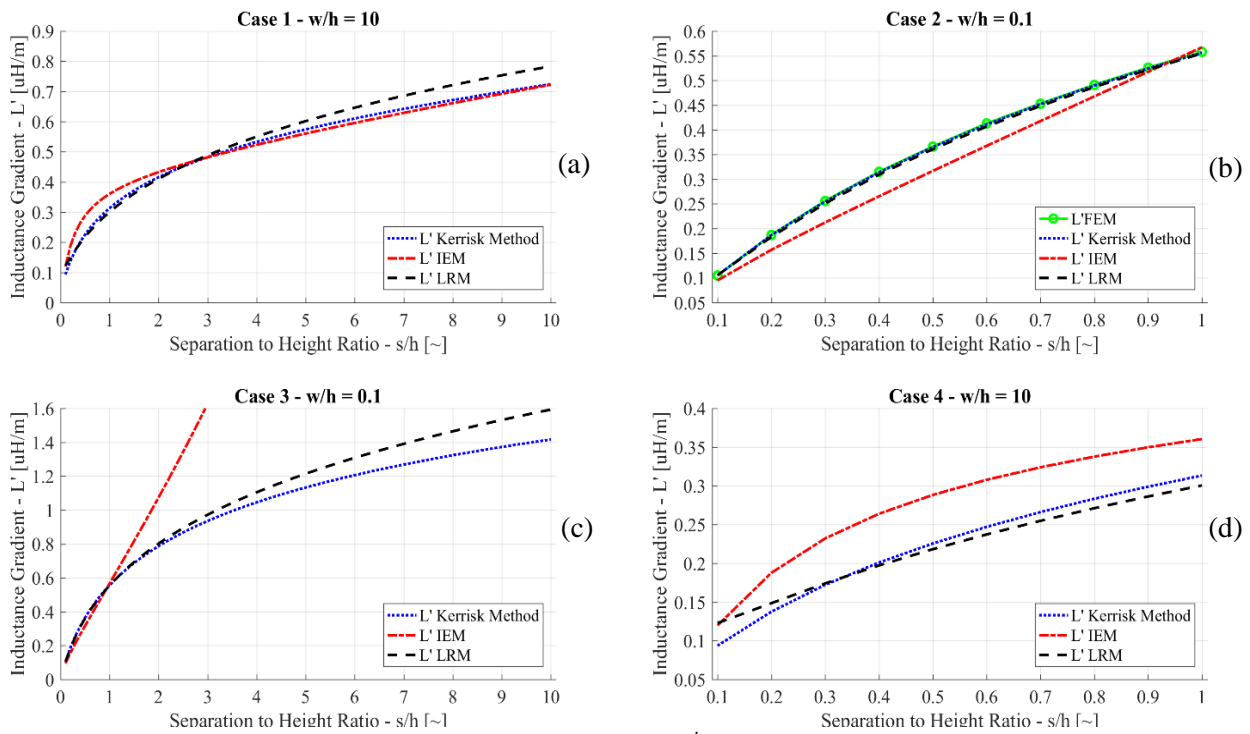 Case 1 - w/h = 10
Inductance Gradient - L' [uH/m]
0.9
0.8
0.7
0.6
0.5
0.4
0.3
0.2
0.1
0
L' Kerrisk Method
L' IEM
L' LRM
0 1 2 3 4 5 6 7 8 9 10
Separation to Height Ratio - s/h [~]
(a)
Case 2 - w/h = 0.1
Inductance Gradient - L' [uH/m]
0.6
0.55
0.5
0.45
0.4
0.35
0.3
0.25
0.2
0.15
0.1
0.05
L'FEM
L' Kerrisk Method
L' IEM
L' LRM
0.1 0.2 0.3 0.4 0.5 0.6 0.7 0.8 0.9 1
Separation to Height Ratio - s/h [~]
(b)
Case 3 - w/h = 0.1
Inductance Gradient - L' [uH/m]
1.6
1.4
1.2
1
0.8
0.6
0.4
0.2
0
L' Kerrisk Method
L' IEM
L' LRM
0 1 2 3 4 5 6 7 8 9 10
Separation to Height Ratio - s/h [~]
(c)
Case 4 - w/h = 10
Inductance Gradient - L' [uH/m]
0.4
0.35
0.3
0.25
0.2
0.15
0.1
0.05
L' Kerrisk Method
L' IEM
L' LRM
0.1 0.2 0.3 0.4 0.5 0.6 0.7 0.8 0.9 1
Separation to Height Ratio - s/h [~]
(d)